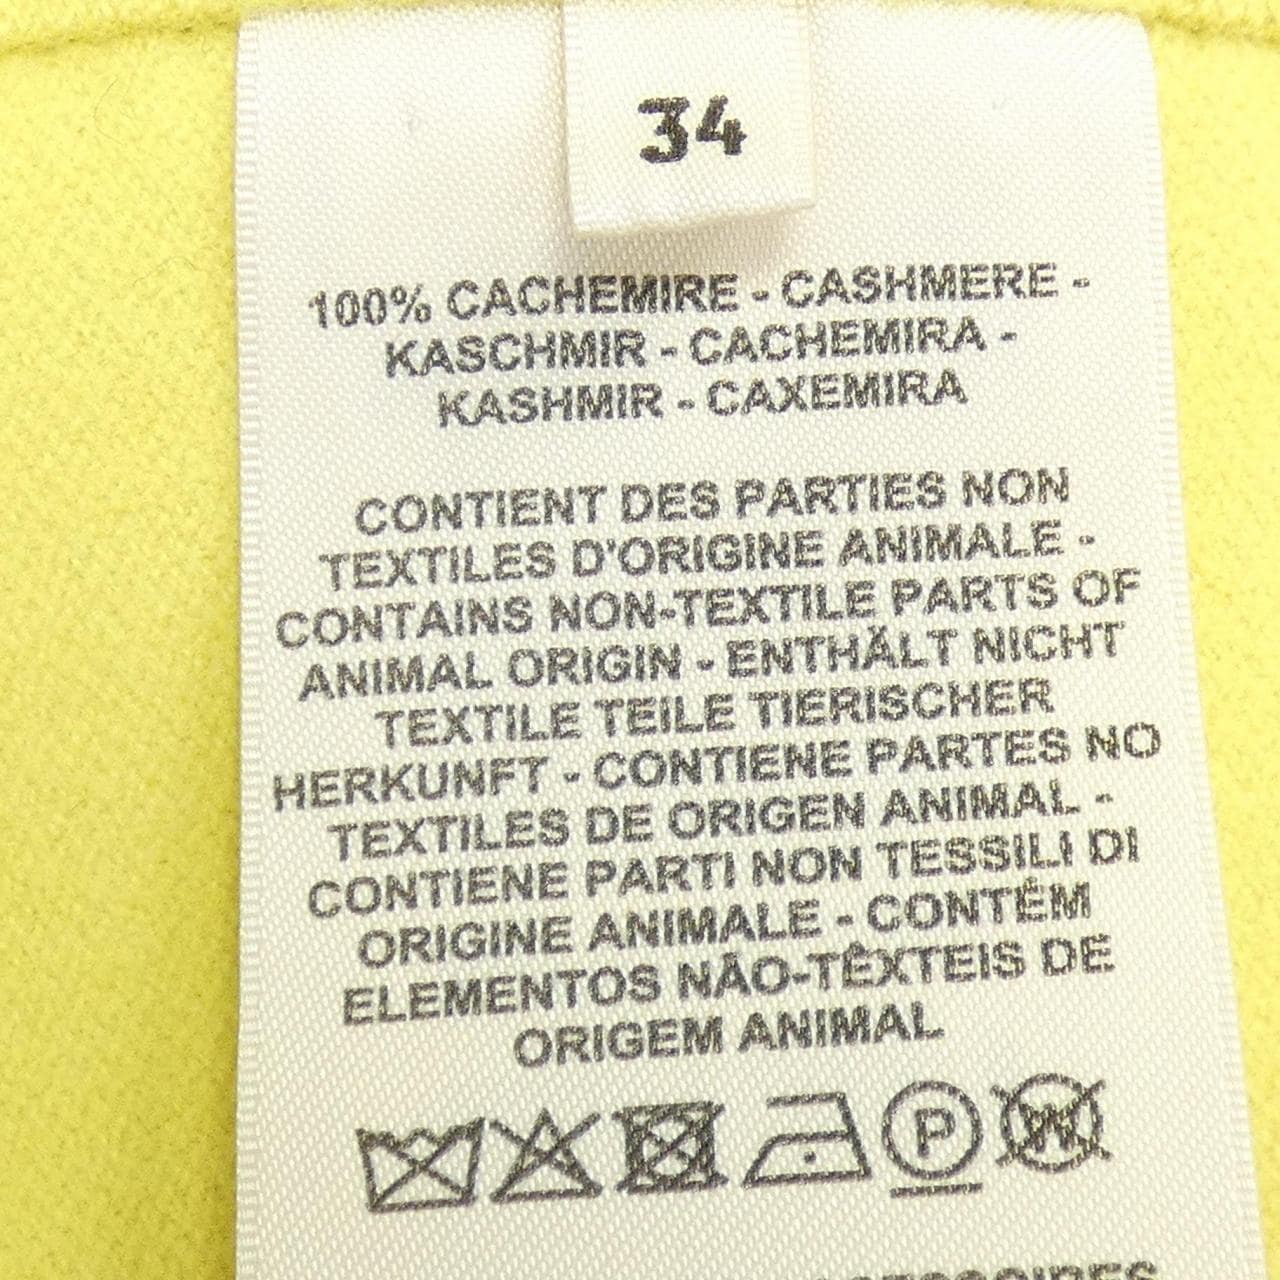 34
100% CACHEMIRE - CASHMERE -
KASCHMIR - CACHEMIRA -
KASHMIR - CAXEMIRA
CONTIENT DES PARTIES NON
TEXTILES D'ORIGINE ANIMALE -
CONTAINS NON-TEXTILE PARTS OF
ANIMAL ORIGIN - ENTHÄLT NICHT
TEXTILE TEILE TIERISCHER
HERKUNFT - CONTIENE PARTES NO
TEXTILES DE ORIGEN ANIMAL -
CONTIENE PARTI NON TESSILI DI
ORIGINE ANIMALE - CONTÉM
ELEMENTOS NÃO-TÊXTEIS DE
ORIGEM ANIMAL
P W